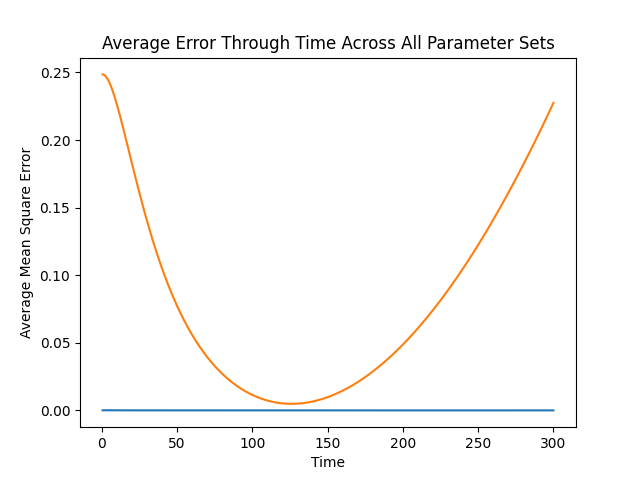 Average Error Through Time Across All Parameter Sets
Average Mean Square Error
0.25
0.20
0.15
0.10
0.05
0.00
0 50 100 150 200 250 300
Time